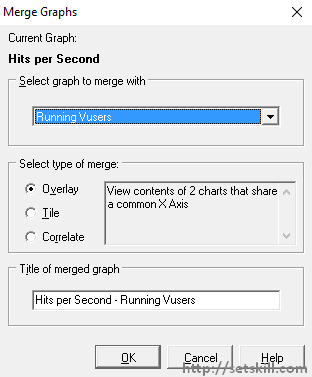 Merge Graphs
Current Graph:
Hits per Second
Select graph to merge with
Running Vusers
Select type of merge:
Overlay
Tile
Correlate
View contents of 2 charts that share
a common X Axis
Title of merged graph
Hits per Second - Running Vusers
OK
Cancel
Help
http://setskill.com